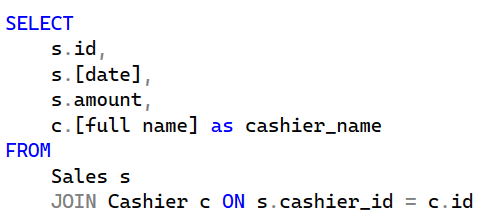 SELECT
    s.id,
    s.[date],
    s.amount,
    c.[full name] as cashier_name
FROM
    Sales s
    JOIN Cashier c ON s.cashier_id = c.id